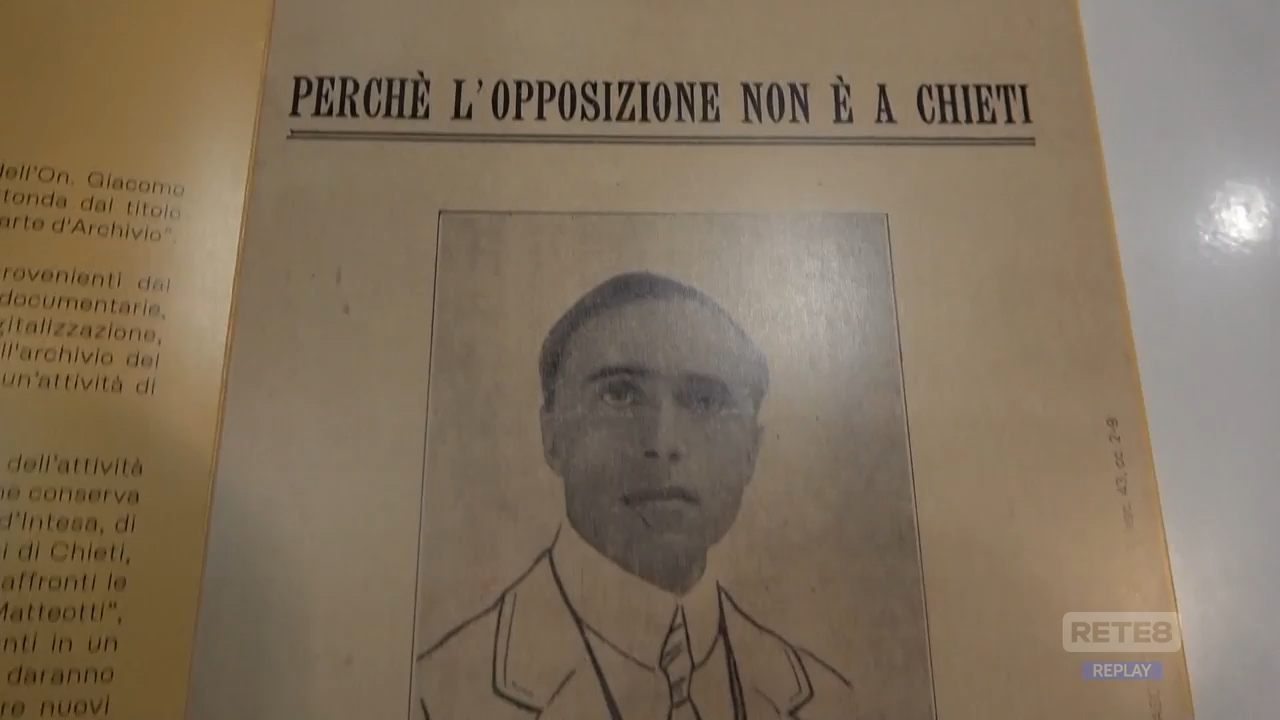 PERCHÈ L'OPPOSIZIONE NON È A CHIETI
dell'On. Giacomo
tonda dal titolo
arte d'Archivio".
rovenienti dal
documentarie,
gitalizzazione,
ll'archivio del
un'attività di
dell'attività
ne conserva
d'Intesa, di
i di Chieti,
affronti le
Matteotti",
nti in un
daranno
re nuovi
RETE8
REPLAY